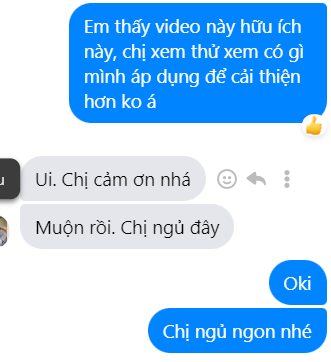 Em thấy video này hữu ích
này, chị xem thử xem có gì
mình áp dụng để cải thiện
hơn ko á
Ui. Chị cảm ơn nhá
Muộn rồi. Chị ngủ đây
Oki
Chị ngủ ngon nhé